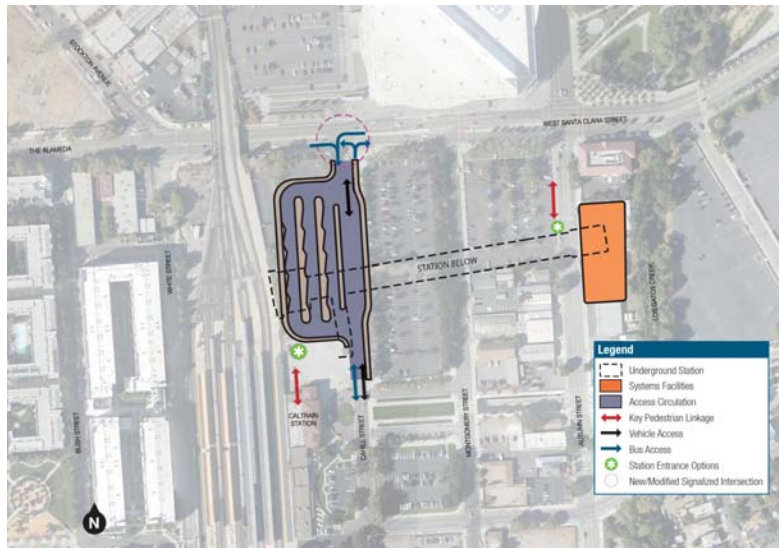 STOCKTON AVENUE
WEST SANTA CLARA STREET
THE ALAMEDA
WHITE STREET
STATION BELOW
LOS GATOS CREEK
CALTRAIN
STATION
CAHILL STREET
MONTGOMERY STREET
AUTUMN STREET
BUSH STREET
N
Legend
Underground Station
Systems Facilities
Access Circulation
Key Pedestrian Linkage
Vehicle Access
Bus Access
Station Entrance Options
New/Modified Signalized Intersection